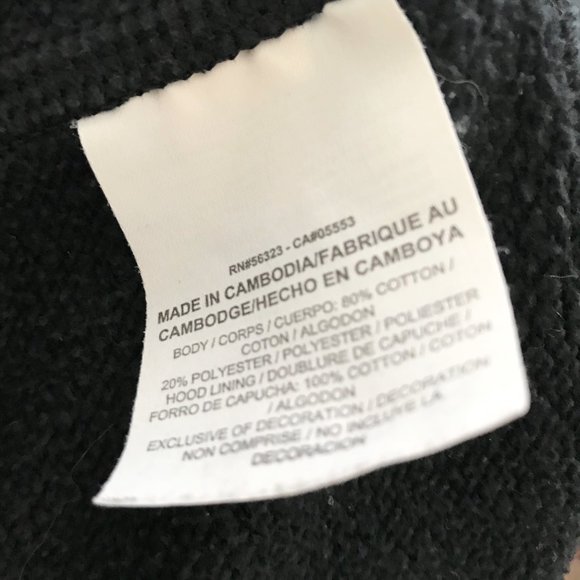 RN#56323 - CA#05553
MADE IN CAMBODIA/FABRIQUE AU
CAMBODGE/HECHO EN CAMBOYA
BODY / CORPS / CUERPO: 80% COTTON /
COTON / ALGODON
20% POLYESTER / POLYESTER / POLIESTER
HOOD LINING / DOUBLURE DE CAPUCHE /
FORRO DE CAPUCHA: 100% COTTON / COTON
/ ALGODON
EXCLUSIVE OF DECORATION / DECORATION
NON COMPRISE / NO INCLUYE LA
DECORACION